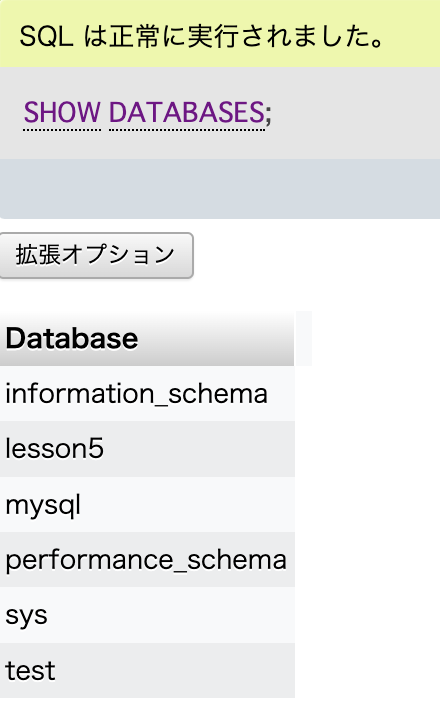 SQL は正常に実行されました。
SHOW DATABASES;
拡張オプション
Database
information_schema
lesson5
mysql
performance_schema
sys
test